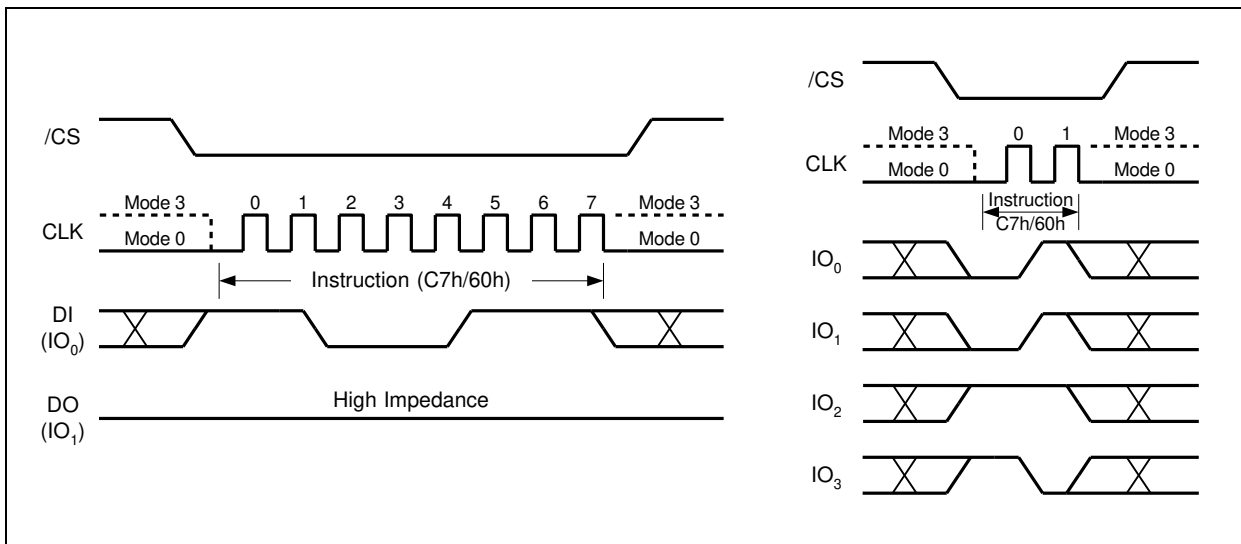 /CS
Mode 3 0 1 2 3 4 5 6 7 Mode 3
CLK
Mode 0 Mode 0
Instruction (C7h/60h)
DI
(IO0)
High Impedance
DO
(IO1)
/CS
Mode 3 0 1 Mode 3
CLK
Mode 0 Mode 0
Instruction
C7h/60h
IO0
IO1
IO2
IO3